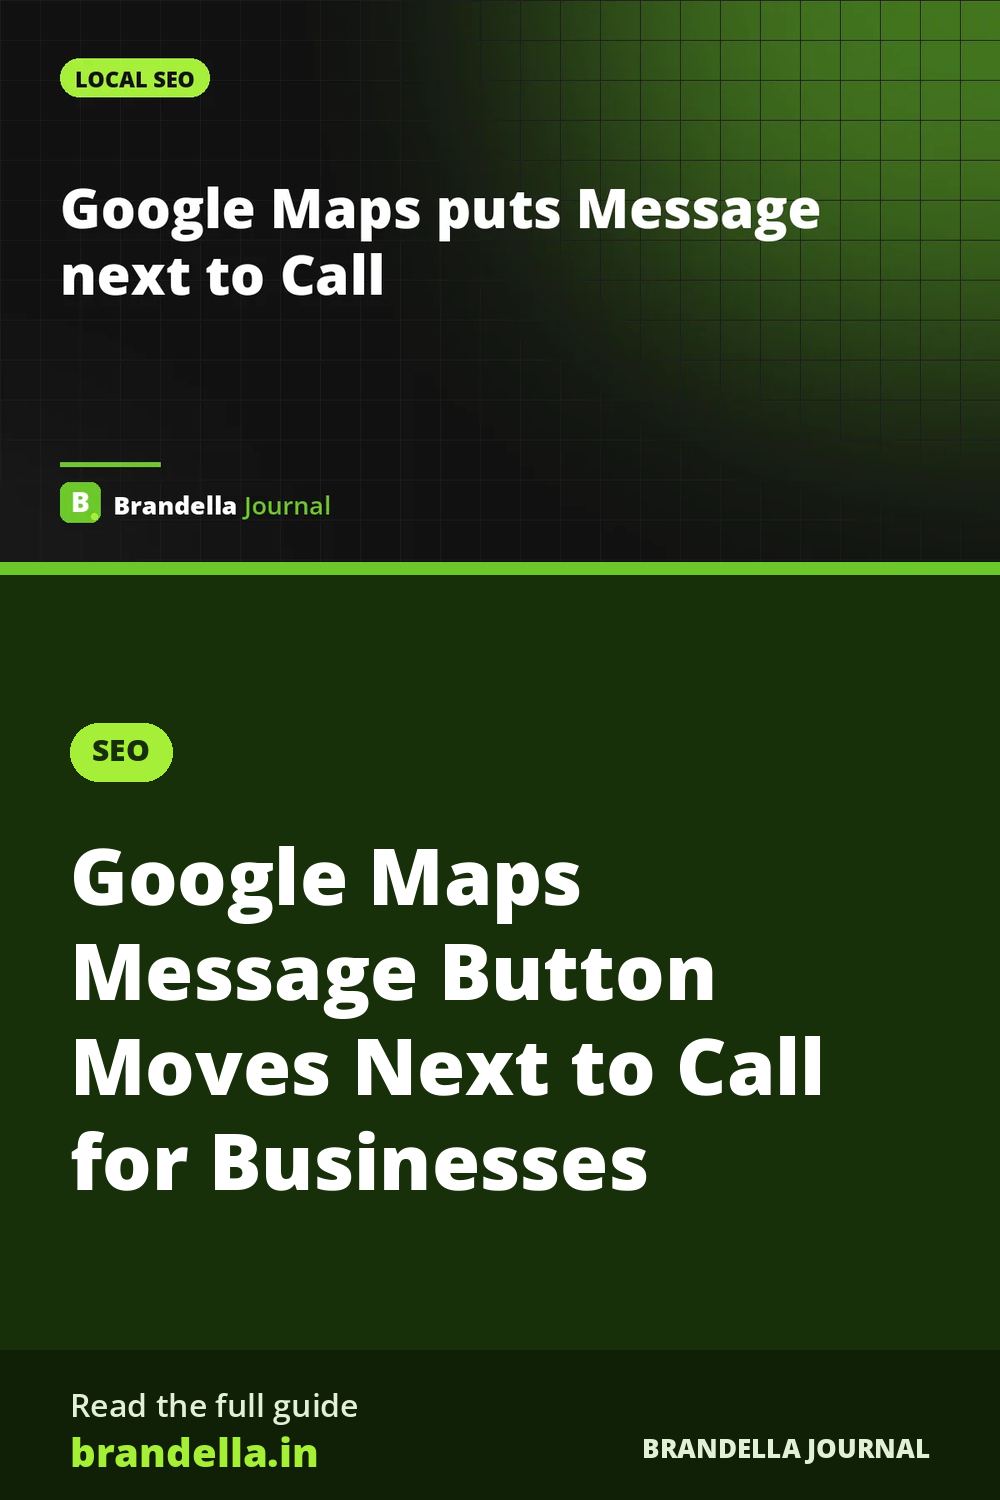 LOCAL SEO
Google Maps puts Message
next to Call
B
Brandella Journal
SEO
Google Maps
Message Button
Moves Next to Call
for Businesses
Read the full guide
brandella.in
BRANDELLA JOURNAL